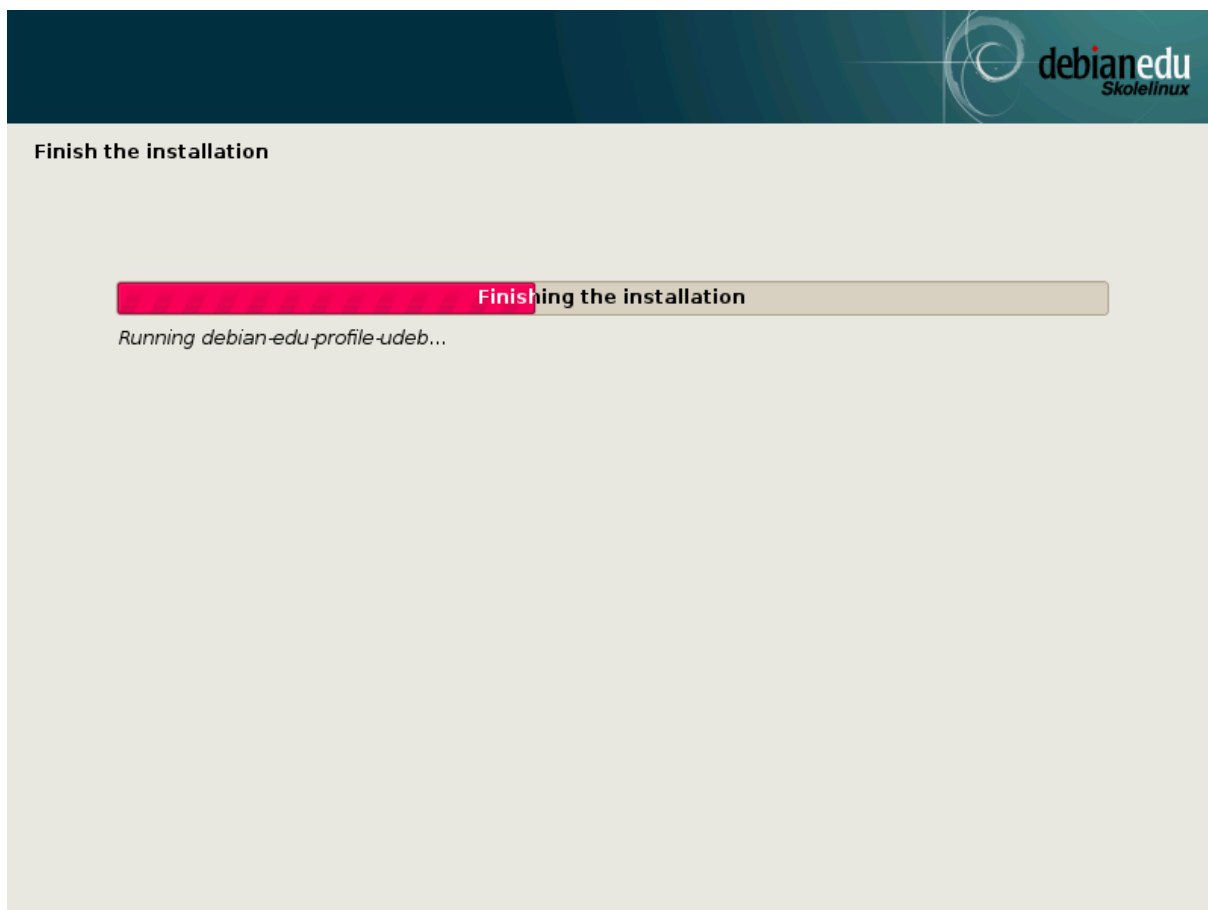 debianedu
Skolelinux
Finish the installation
Finishing the installation
Running debian-edu-profile-udeb...